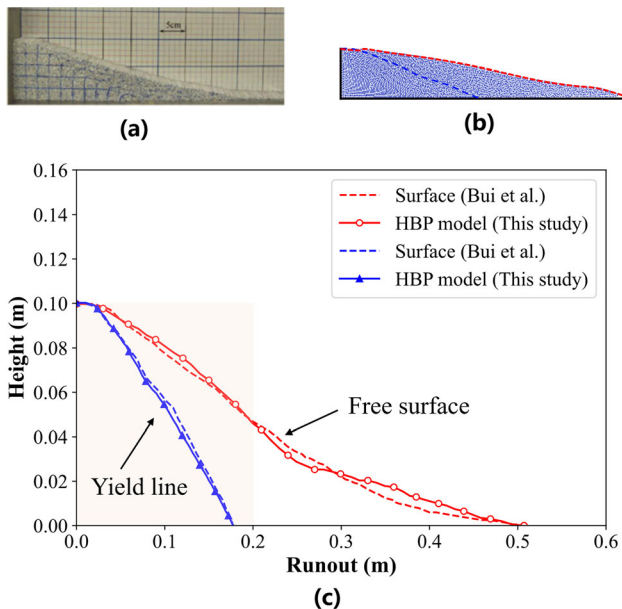 5cm
(a)
(b)
0.16
0.14
0.12
0.10
0.08
0.06
0.04
0.02
0.00
Height (m)
Surface (Bui et al.)
HBP model (This study)
Surface (Bui et al.)
HBP model (This study)
Free surface
Yield line
0.0 0.1 0.2 0.3 0.4 0.5 0.6
Runout (m)
(c)